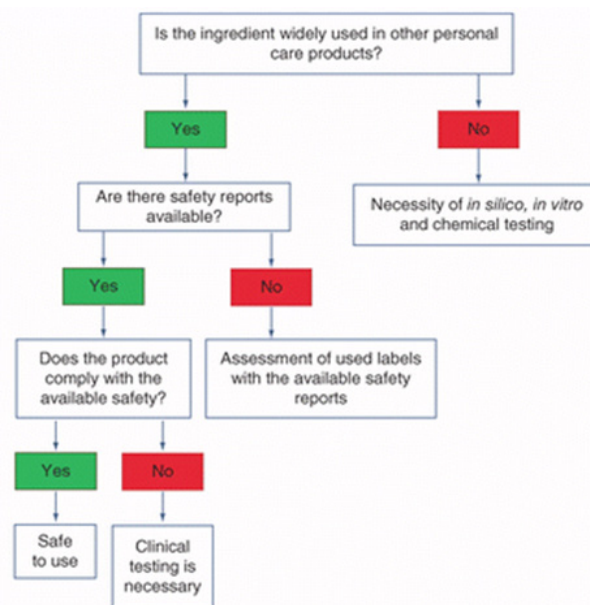 Is the ingredient widely used in other personal
care products?
Yes
No
Are there safety reports
available?
Necessity of in silico, in vitro
and chemical testing
Yes
No
Does the product
comply with the
available safety?
Assessment of used labels
with the available safety
reports
Yes
No
Safe
to use
Clinical
testing is
necessary